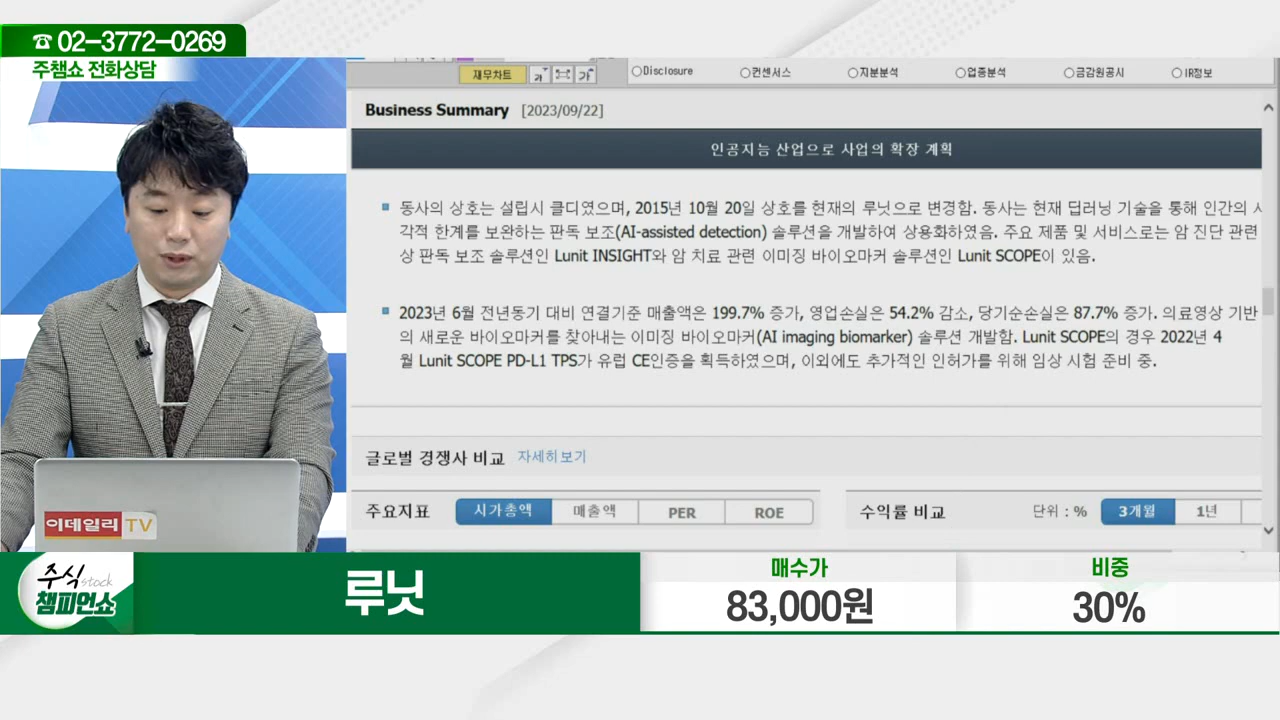 ☎ 02-3772-0269
주챔쇼 전화상담
재무차트
가
가
Disclosure
컨센서스
지분분석
업종분석
금감원공시
IR정보
Business Summary [2023/09/22]
인공지능 산업으로 사업의 확장 계획
동사의 상호는 설립시 클디였으며, 2015년 10월 20일 상호를 현재의 루닛으로 변경함. 동사는 현재 딥러닝 기술을 통해 인간의 시
각적 한계를 보완하는 판독 보조(AI-assisted detection) 솔루션을 개발하여 상용화하였음. 주요 제품 및 서비스로는 암 진단 관련
상 판독 보조 솔루션인 Lunit INSIGHT와 암 치료 관련 이미징 바이오마커 솔루션인 Lunit SCOPE이 있음.
2023년 6월 전년동기 대비 연결기준 매출액은 199.7% 증가, 영업손실은 54.2% 감소, 당기순손실은 87.7% 증가. 의료영상 기반
의 새로운 바이오마커를 찾아내는 이미징 바이오마커(AI imaging biomarker) 솔루션 개발함. Lunit SCOPE의 경우 2022년 4
월 Lunit SCOPE PD-L1 TPS가 유럽 CE인증을 획득하였으며, 이외에도 추가적인 인허가를 위해 임상 시험 준비 중.
글로벌 경쟁사 비교 자세히보기
주요지표 시가총액 매출액 PER ROE
수익률 비교 단위 : % 3개월 1년
이데일리TV
주식 stock
챔피언쇼
루닛
매수가
83,000원
비중
30%